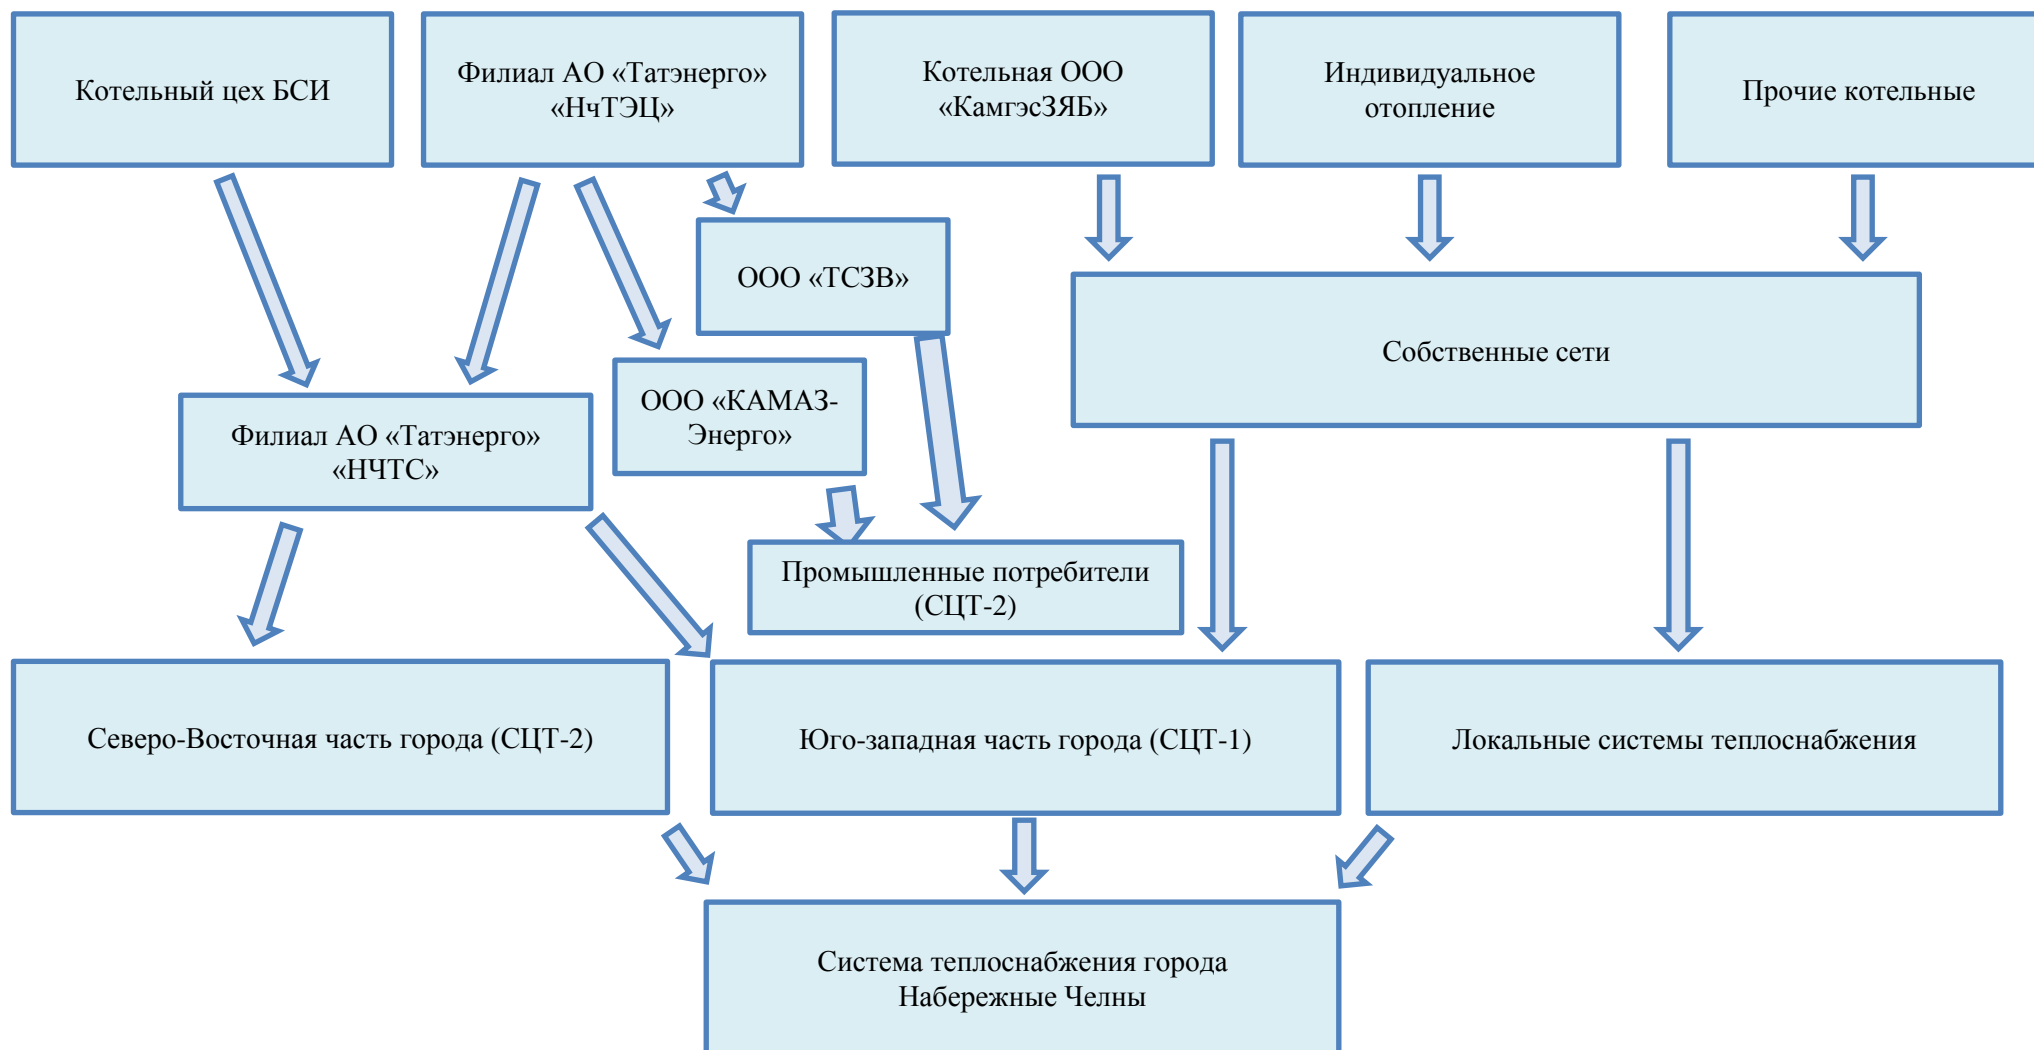 Котельный цех БСИ
Филиал АО «Татэнерго»
«НчТЭЦ»
Котельная ООО
«КамгэсЗЯБ»
Индивидуальное
отопление
Прочие котельные
ООО «ТСЗВ»
Собственные сети
ООО «КАМАЗ-
Энерго»
Филиал АО «Татэнерго»
«НЧТС»
Промышленные потребители
(СЦТ-2)
Северо-Восточная часть города (СЦТ-2)
Юго-западная часть города (СЦТ-1)
Локальные системы теплоснабжения
Система теплоснабжения города
Набережные Челны